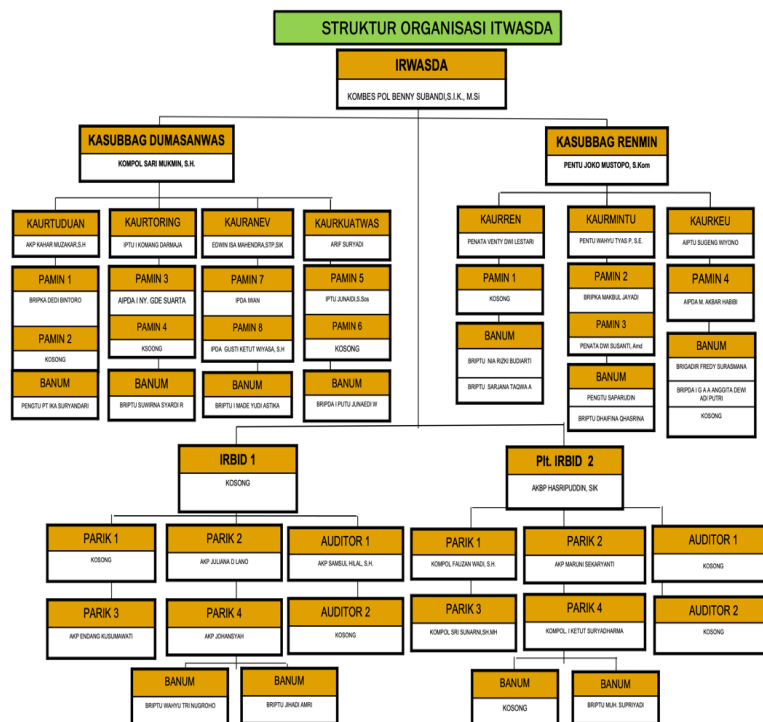 STRUKTUR ORGANISASI ITWASDA
IRWASDA
KOMBES POL BENNY SUBANDI,S.I.K., M.Si
KASUBBAG DUMASANWAS
KOMPOL SARI MUKMIN, S.H.
KASUBBAG RENMIN
PENTU JOKO MUSTOPO, S.Kom
KAURTUDUAN
AKP KAHAR MUZAKAR,S.H
PAMIN 1
BRIPKA DEDI BINTORO
PAMIN 2
KOSONG
BANUM
PENGTU PT IKA SURYANDARI
KAURTORING
IPTU I KOMANG DARMAJA
PAMIN 3
AIPDA I NY. GDE SUARTA
PAMIN 4
KSOONG
BANUM
BRIPTU SUWIRNA SYARDI R
KAURANEV
EDWIN ISA MAHENDRA,STP,SIK
PAMIN 7
IPDA IWAN
PAMIN 8
IPDA GUSTI KETUT WIYASA, S.H
BANUM
BRIPTU I MADE YUDI ASTIKA
KAURKUATWAS
ARIF SURYADI
PAMIN 5
IPTU JUNAIDI,S.Sos
PAMIN 6
KOSONG
BANUM
BRIPDA I PUTU JUNAEDI W
KAURREN
PENATA VENTY DWI LESTARI
PAMIN 1
KOSONG
BANUM
BRIPTU NIA RIZKI BUDIARTI
BRIPTU SARJANA TAQWA A
KAURMINTU
PENTU WAHYU TYAS P, S.E.
PAMIN 2
BRIPKA MAKBUL JAYADI
PAMIN 3
PENATA DWI SUSANTI, Amd
BANUM
PENGTU SAPARUDIN
BRIPTU DHAIFINA QHASRINA
KAURKEU
AIPTU SUGENG WIYONO
PAMIN 4
AIPDA M. AKBAR HABIBI
BANUM
BRIGADIR FREDY SURASMANA
BRIPDA I G A A ANGGITA DEWI
ADI PUTRI
KOSONG
IRBID 1
KOSONG
Plt. IRBID 2
AKBP HASRIPUDDIN, SIK
PARIK 1
KOSONG
PARIK 2
AKP JULIANA D LANO
AUDITOR 1
AKP SAMSUL HILAL, S.H.
PARIK 3
AKP ENDANG KUSUMAWATI
PARIK 4
AKP JOHANSYAH
AUDITOR 2
KOSONG
BANUM
BRIPTU WAHYU TRI NUGROHO
BANUM
BRIPTU JIHADI AMRI
PARIK 1
KOMPOL FAUZAN WADI, S.H.
PARIK 2
AKP MARUNI SEKARYANTI
AUDITOR 1
KOSONG
PARIK 3
KOMPOL SRI SUNARNI,SH.MH
PARIK 4
KOMPOL. I KETUT SURYADHARMA
AUDITOR 2
KOSONG
BANUM
KOSONG
BANUM
BRIPTU MUH. SUPRIYADI